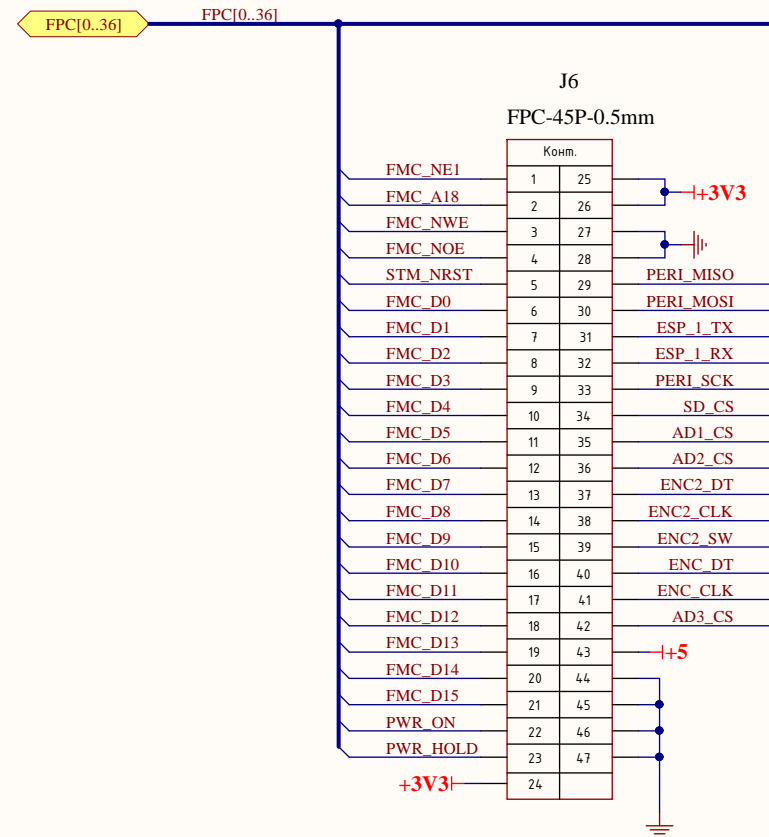 FPC[0..36]
FPC[0..36]
J6
FPC-45P-0.5mm
Конт.
FMC_NE1 1 25
FMC_A18 2 26 +3V3
FMC_NWE 3 27
FMC_NOE 4 28
STM_NRST 5 29 PERI_MISO
FMC_D0 6 30 PERI_MOSI
FMC_D1 7 31 ESP_1_TX
FMC_D2 8 32 ESP_1_RX
FMC_D3 9 33 PERI_SCK
FMC_D4 10 34 SD_CS
FMC_D5 11 35 AD1_CS
FMC_D6 12 36 AD2_CS
FMC_D7 13 37 ENC2_DT
FMC_D8 14 38 ENC2_CLK
FMC_D9 15 39 ENC2_SW
FMC_D10 16 40 ENC_DT
FMC_D11 17 41 ENC_CLK
FMC_D12 18 42 AD3_CS
FMC_D13 19 43 +5
FMC_D14 20 44
FMC_D15 21 45
PWR_ON 22 46
PWR_HOLD 23 47
+3V3 24